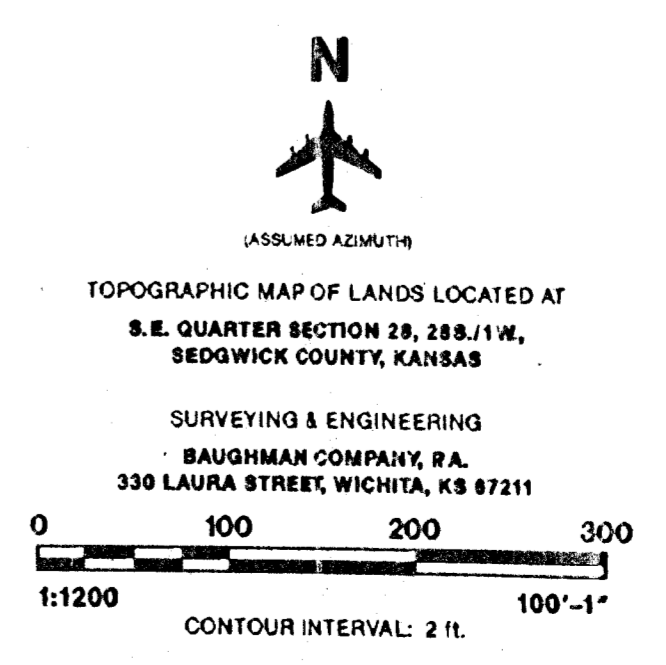 N
(ASSUMED AZIMUTH)
TOPOGRAPHIC MAP OF LANDS LOCATED AT
S.E. QUARTER SECTION 28, 28S./1W.,
SEDGWICK COUNTY, KANSAS
SURVEYING & ENGINEERING
BAUGHMAN COMPANY, P.A.
330 LAURA STREET, WICHITA, KS 67211
0 100 200 300
1:1200 100'-1"
CONTOUR INTERVAL: 2 ft.